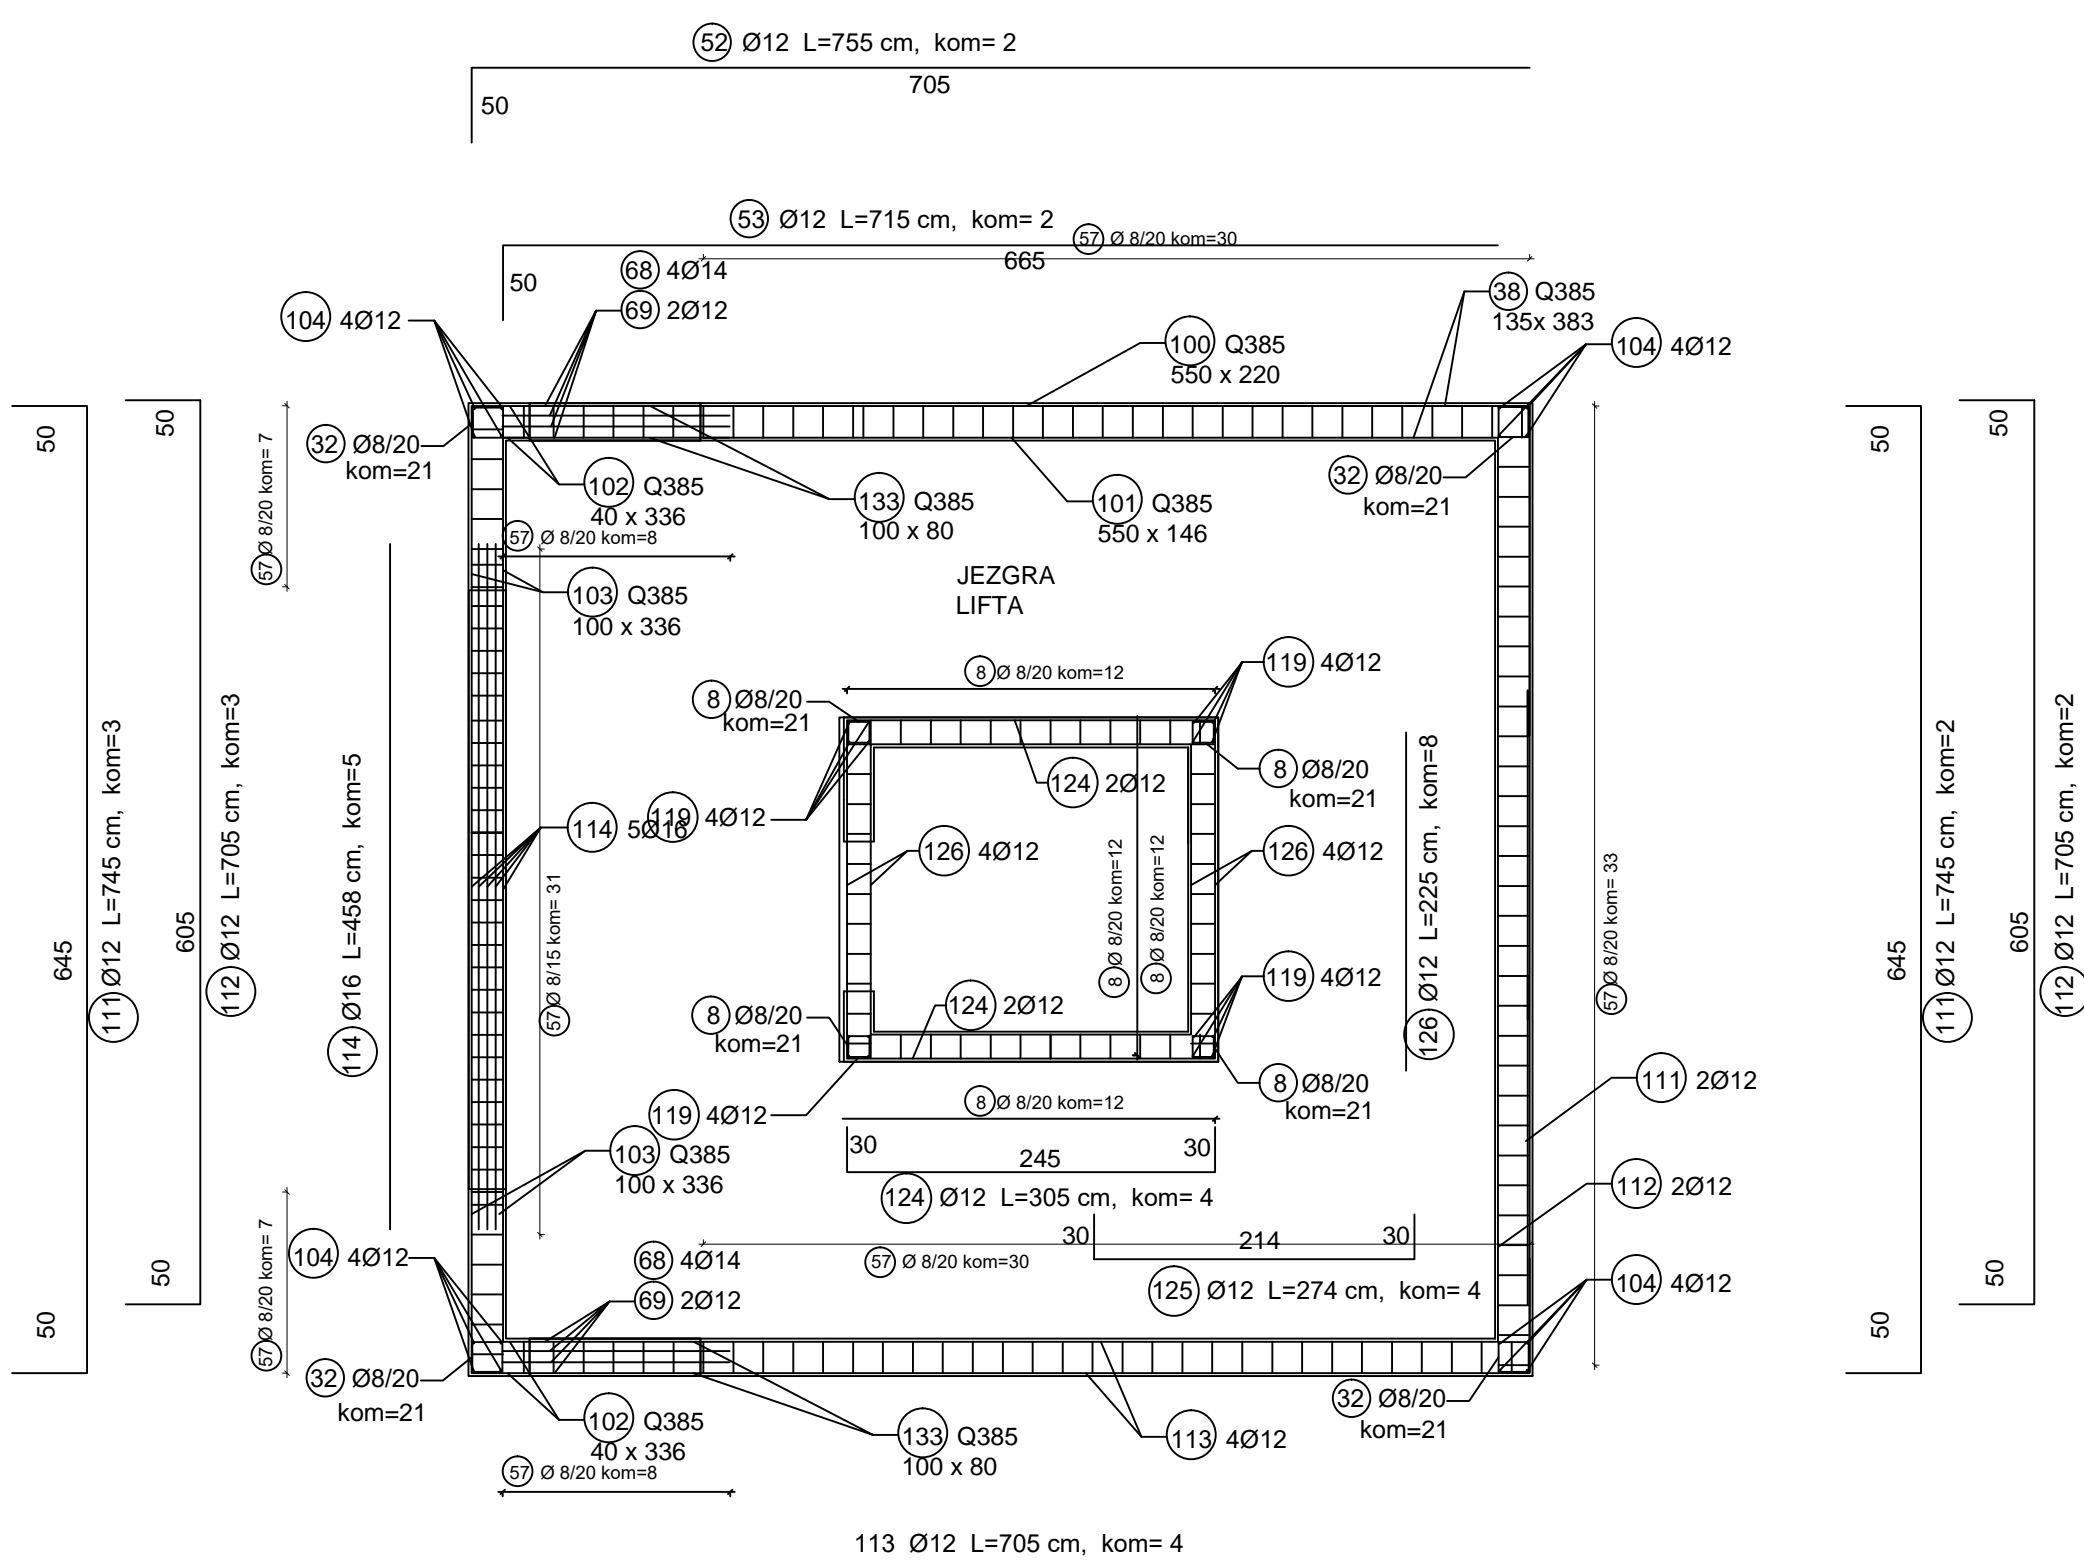 52 Ø12 L=755 cm, kom= 2
705
50
53 Ø12 L=715 cm, kom= 2
57 Ø 8/20 kom=30
665
50
68 4Ø14
69 2Ø12
104 4Ø12
38 Q385
135x 383
100 Q385
550 x 220
104 4Ø12
32 Ø8/20
kom=21
102 Q385
40 x 336
133 Q385
100 x 80
101 Q385
550 x 146
32 Ø8/20
kom=21
57 Ø 8/20 kom= 7
57 Ø 8/20 kom=8
103 Q385
100 x 336
JEZGRA
LIFTA
8 Ø 8/20 kom=12
119 4Ø12
8 Ø8/20
kom=21
124 2Ø12
8 Ø8/20
kom=21
119 4Ø12
114 5Ø16
126 4Ø12
126 4Ø12
8 Ø 8/20 kom=12
8 Ø 8/20 kom=12
57 Ø 8/15 kom= 31
124 2Ø12
119 4Ø12
8 Ø8/20
kom=21
8 Ø8/20
kom=21
8 Ø 8/20 kom=12
119 4Ø12
103 Q385
100 x 336
30
245
30
124 Ø12 L=305 cm, kom= 4
30
214
30
125 Ø12 L=274 cm, kom= 4
57 Ø 8/20 kom=30
68 4Ø14
69 2Ø12
104 4Ø12
57 Ø 8/20 kom= 7
32 Ø8/20
kom=21
102 Q385
40 x 336
57 Ø 8/20 kom=8
133 Q385
100 x 80
113 4Ø12
32 Ø8/20
kom=21
111 2Ø12
112 2Ø12
104 4Ø12
57 Ø 8/20 kom= 33
126 Ø12 L=225 cm, kom=8
50
645
50
111 Ø12 L=745 cm, kom=3
50
605
50
112 Ø12 L=705 cm, kom=3
114 Ø16 L=458 cm, kom=5
50
645
50
111 Ø12 L=745 cm, kom=2
50
605
50
112 Ø12 L=705 cm, kom=2
113 Ø12 L=705 cm, kom= 4